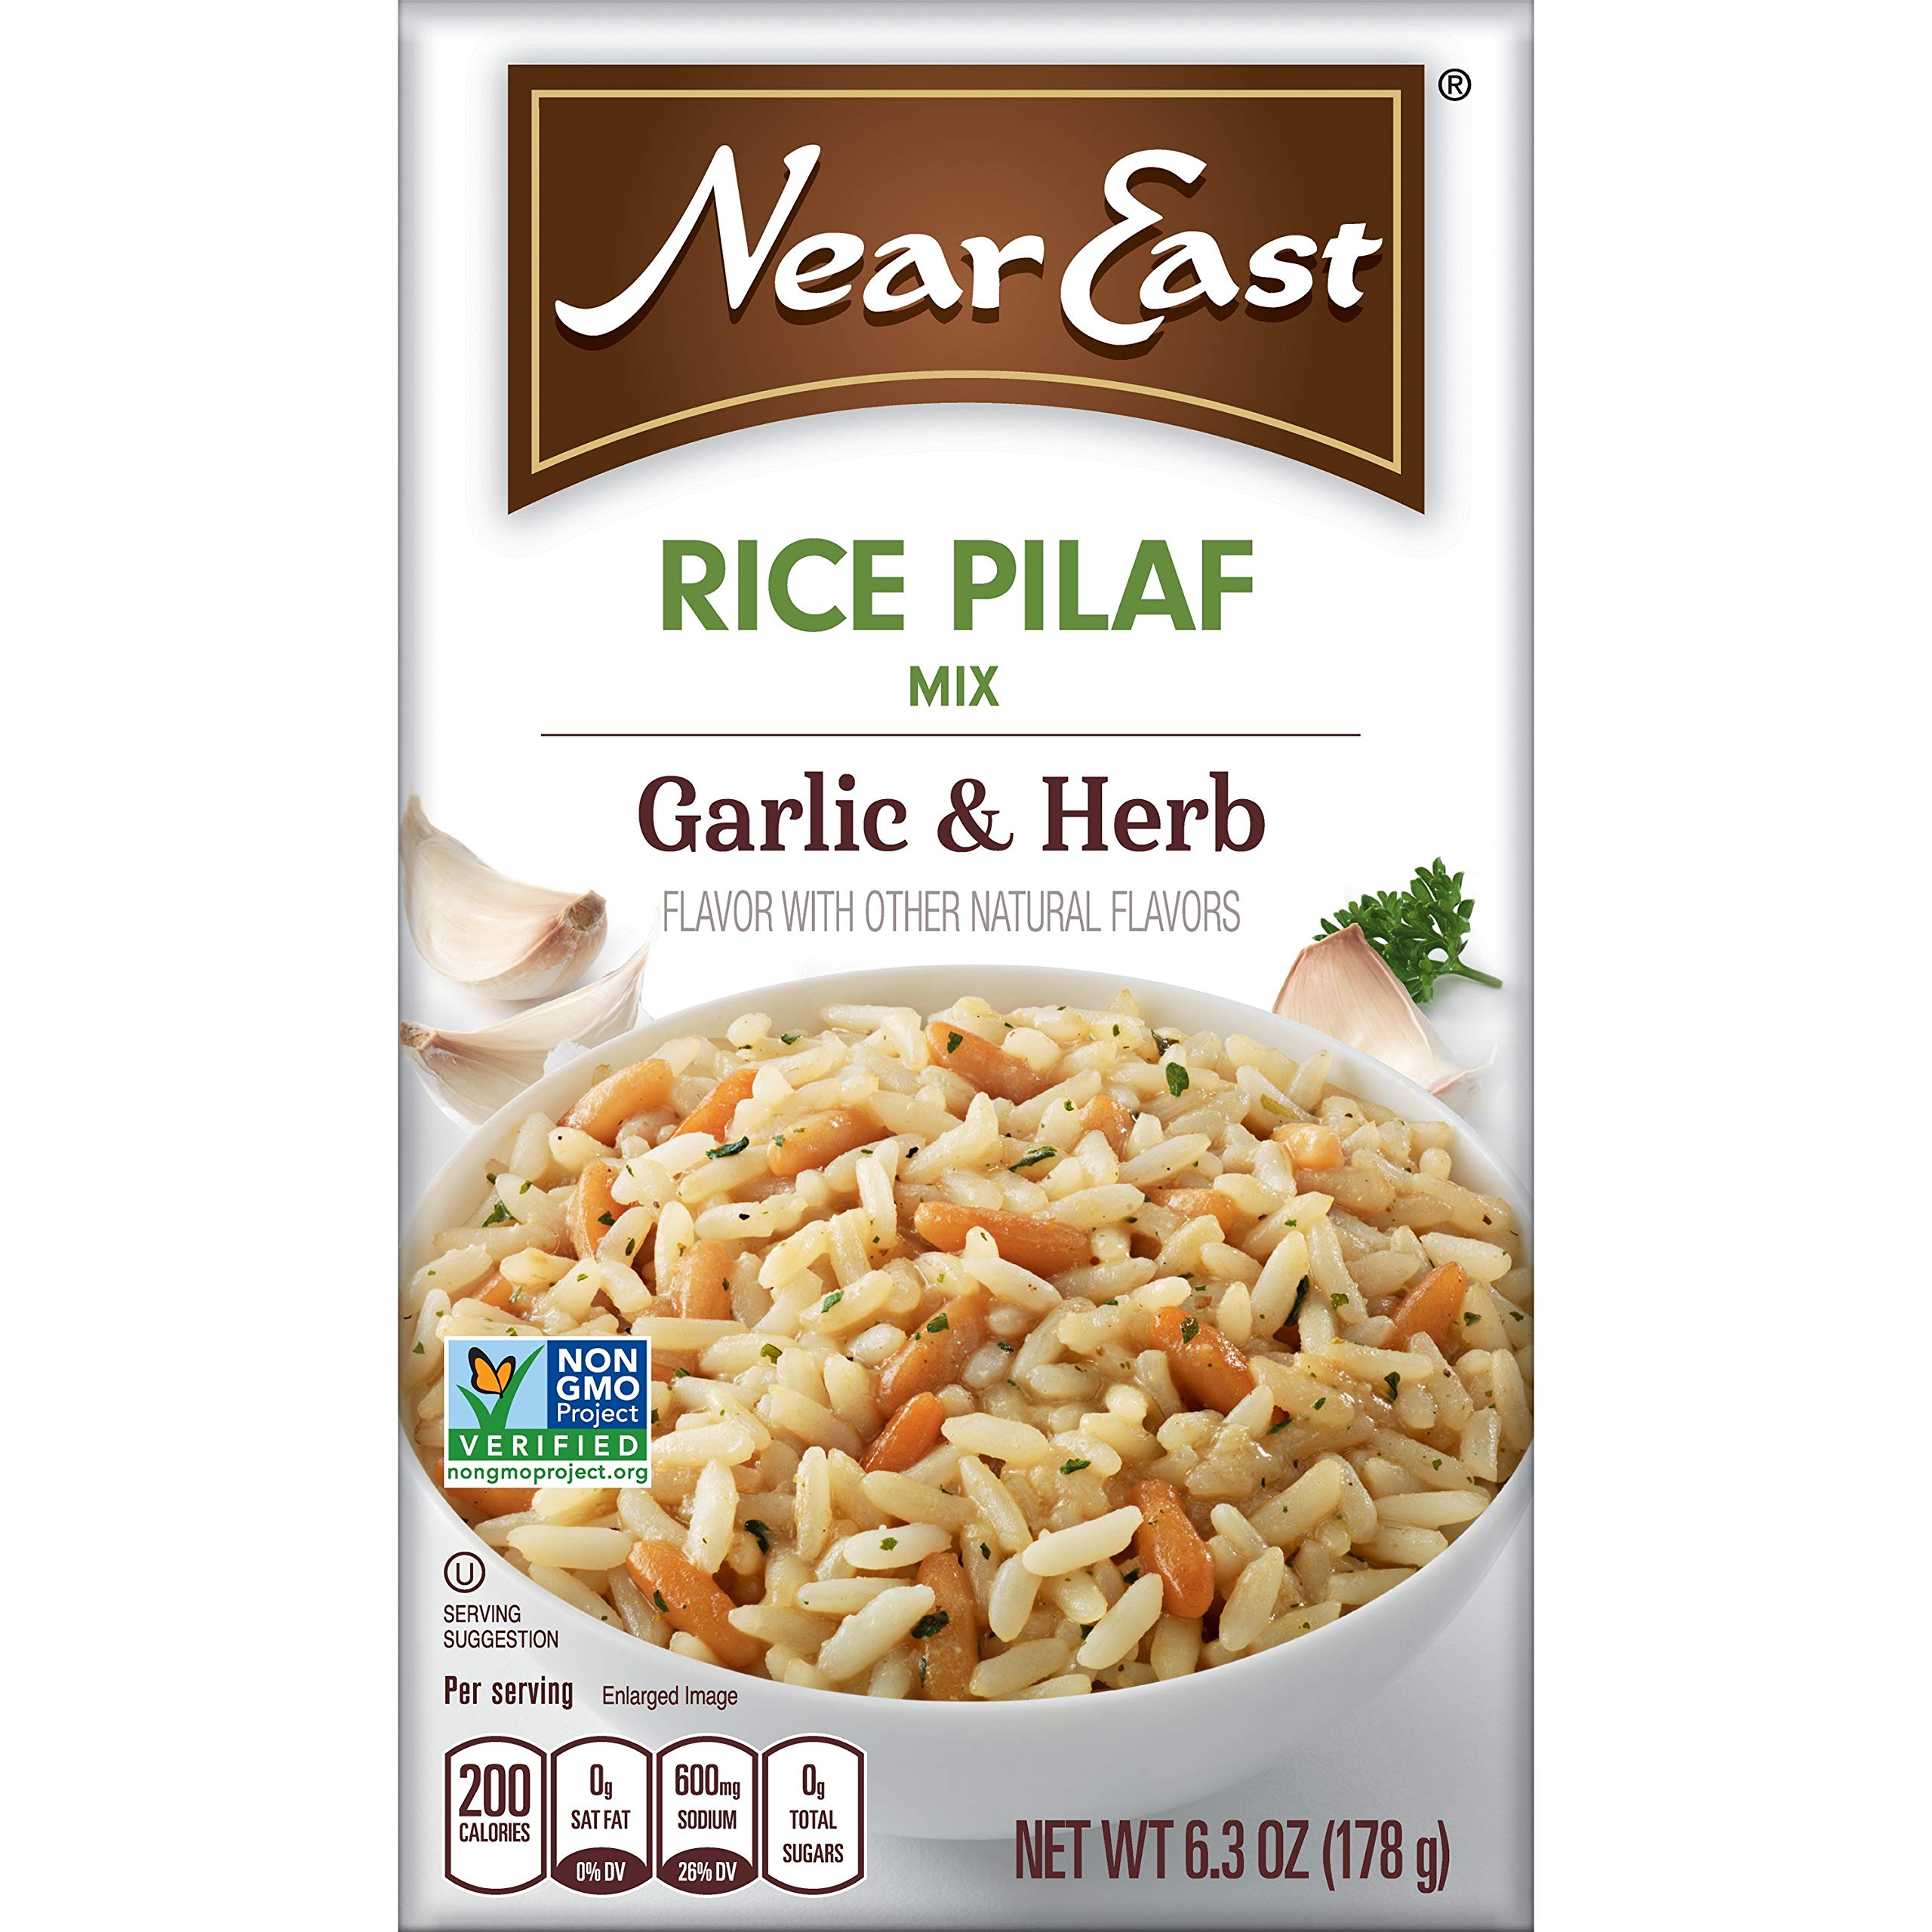 Near East ®
RICE PILAF
MIX
Garlic & Herb
FLAVOR WITH OTHER NATURAL FLAVORS
NON
GMO
Project
VERIFIED
nongmoproject.org
U
SERVING
SUGGESTION
Per serving Enlarged Image
200
CALORIES
0g
SAT FAT
0% DV
600mg
SODIUM
26% DV
0g
TOTAL
SUGARS
NET WT 6.3 OZ (178 g)